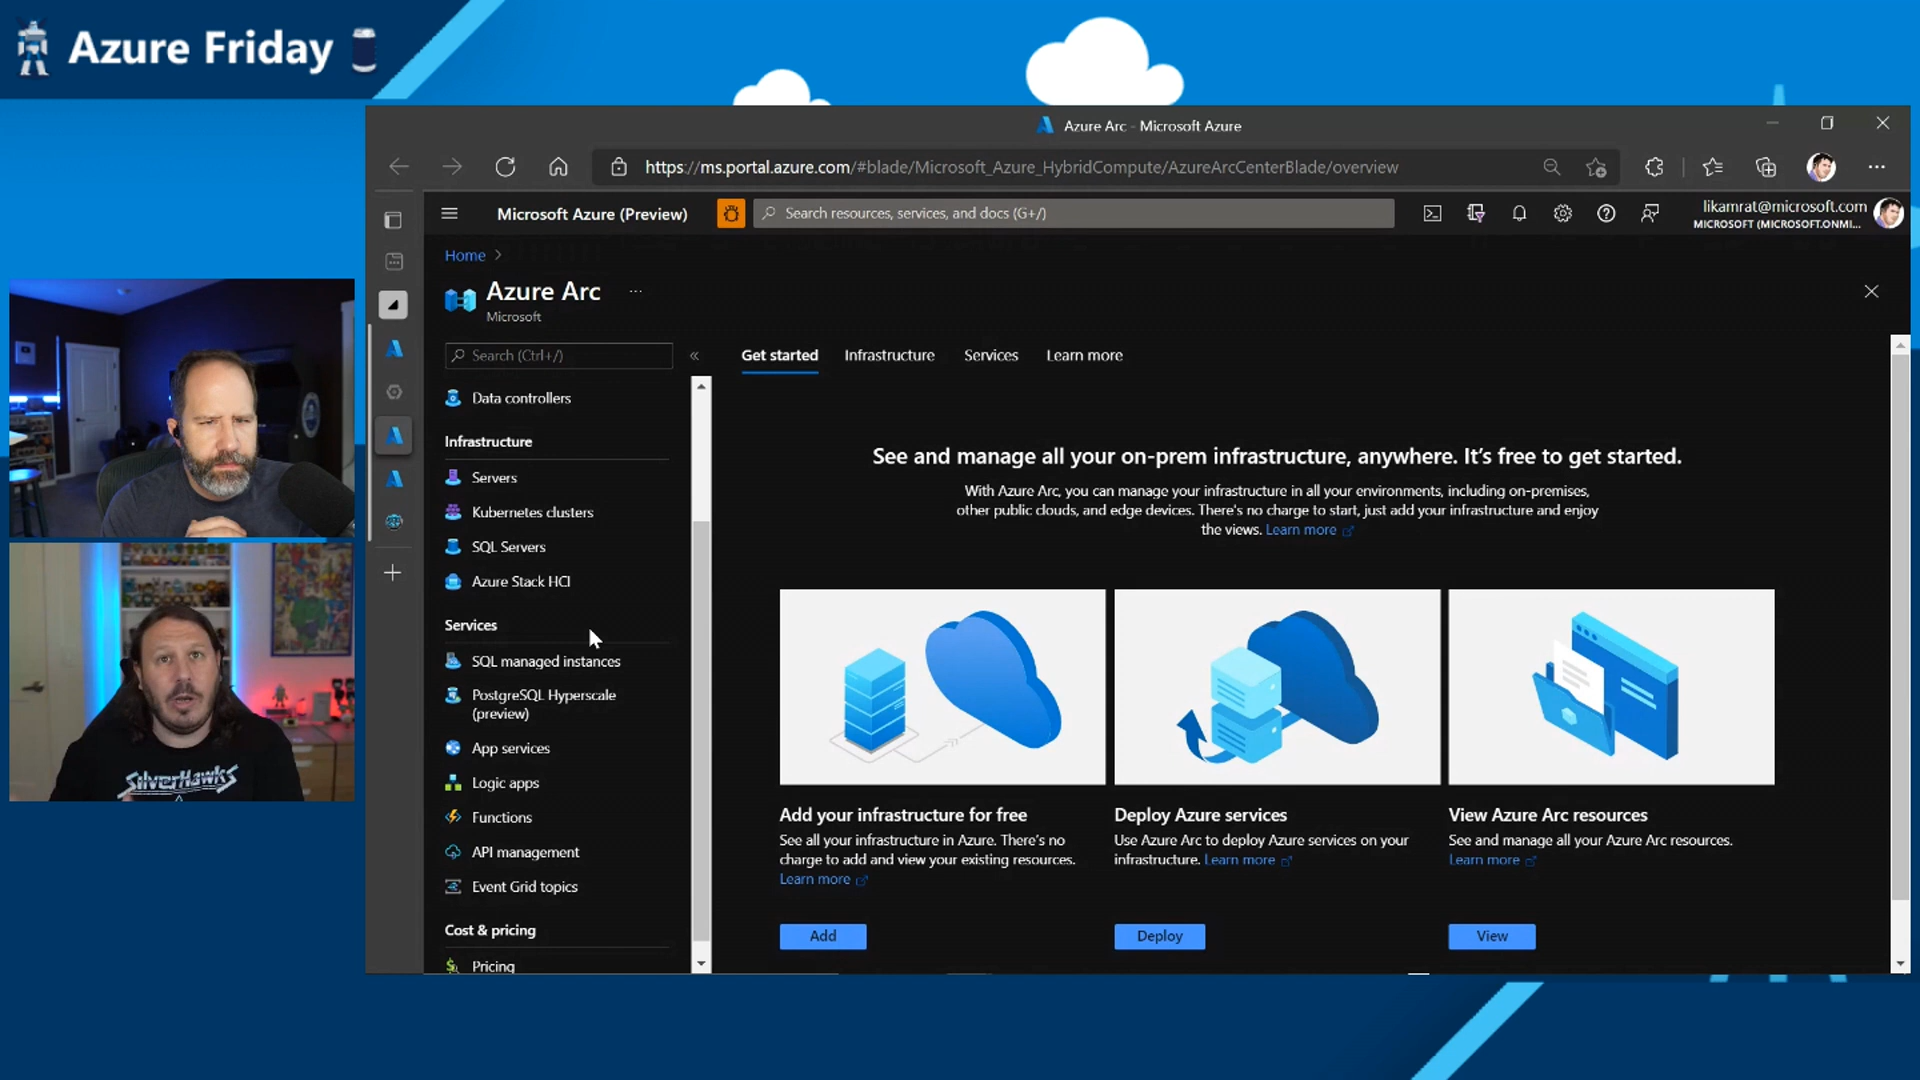 Azure Friday
Azure Arc - Microsoft Azure
https://ms.portal.azure.com/#blade/Microsoft_Azure_HybridCompute/AzureArcCenterBlade/overview
Microsoft Azure (Preview)
Search resources, services, and docs (G+/)
likamrat@microsoft.com
MICROSOFT (MICROSOFT.ONMI...
Home
Azure Arc
...
Microsoft
Search (Ctrl+/)
«
Data controllers
Infrastructure
Servers
Kubernetes clusters
SQL Servers
Azure Stack HCI
Services
SQL managed instances
PostgreSQL Hyperscale
(preview)
App services
Logic apps
Functions
API management
Event Grid topics
Cost & pricing
Pricing
Get started
Infrastructure
Services
Learn more
See and manage all your on-prem infrastructure, anywhere. It's free to get started.
With Azure Arc, you can manage your infrastructure in all your environments, including on-premises,
other public clouds, and edge devices. There's no charge to start, just add your infrastructure and enjoy
the views. Learn more
Add your infrastructure for free
See all your infrastructure in Azure. There's no
charge to add and view your existing resources.
Learn more
Add
Deploy Azure services
Use Azure Arc to deploy Azure services on your
infrastructure. Learn more
Deploy
View Azure Arc resources
See and manage all your Azure Arc resources.
Learn more
View
SilverHawks